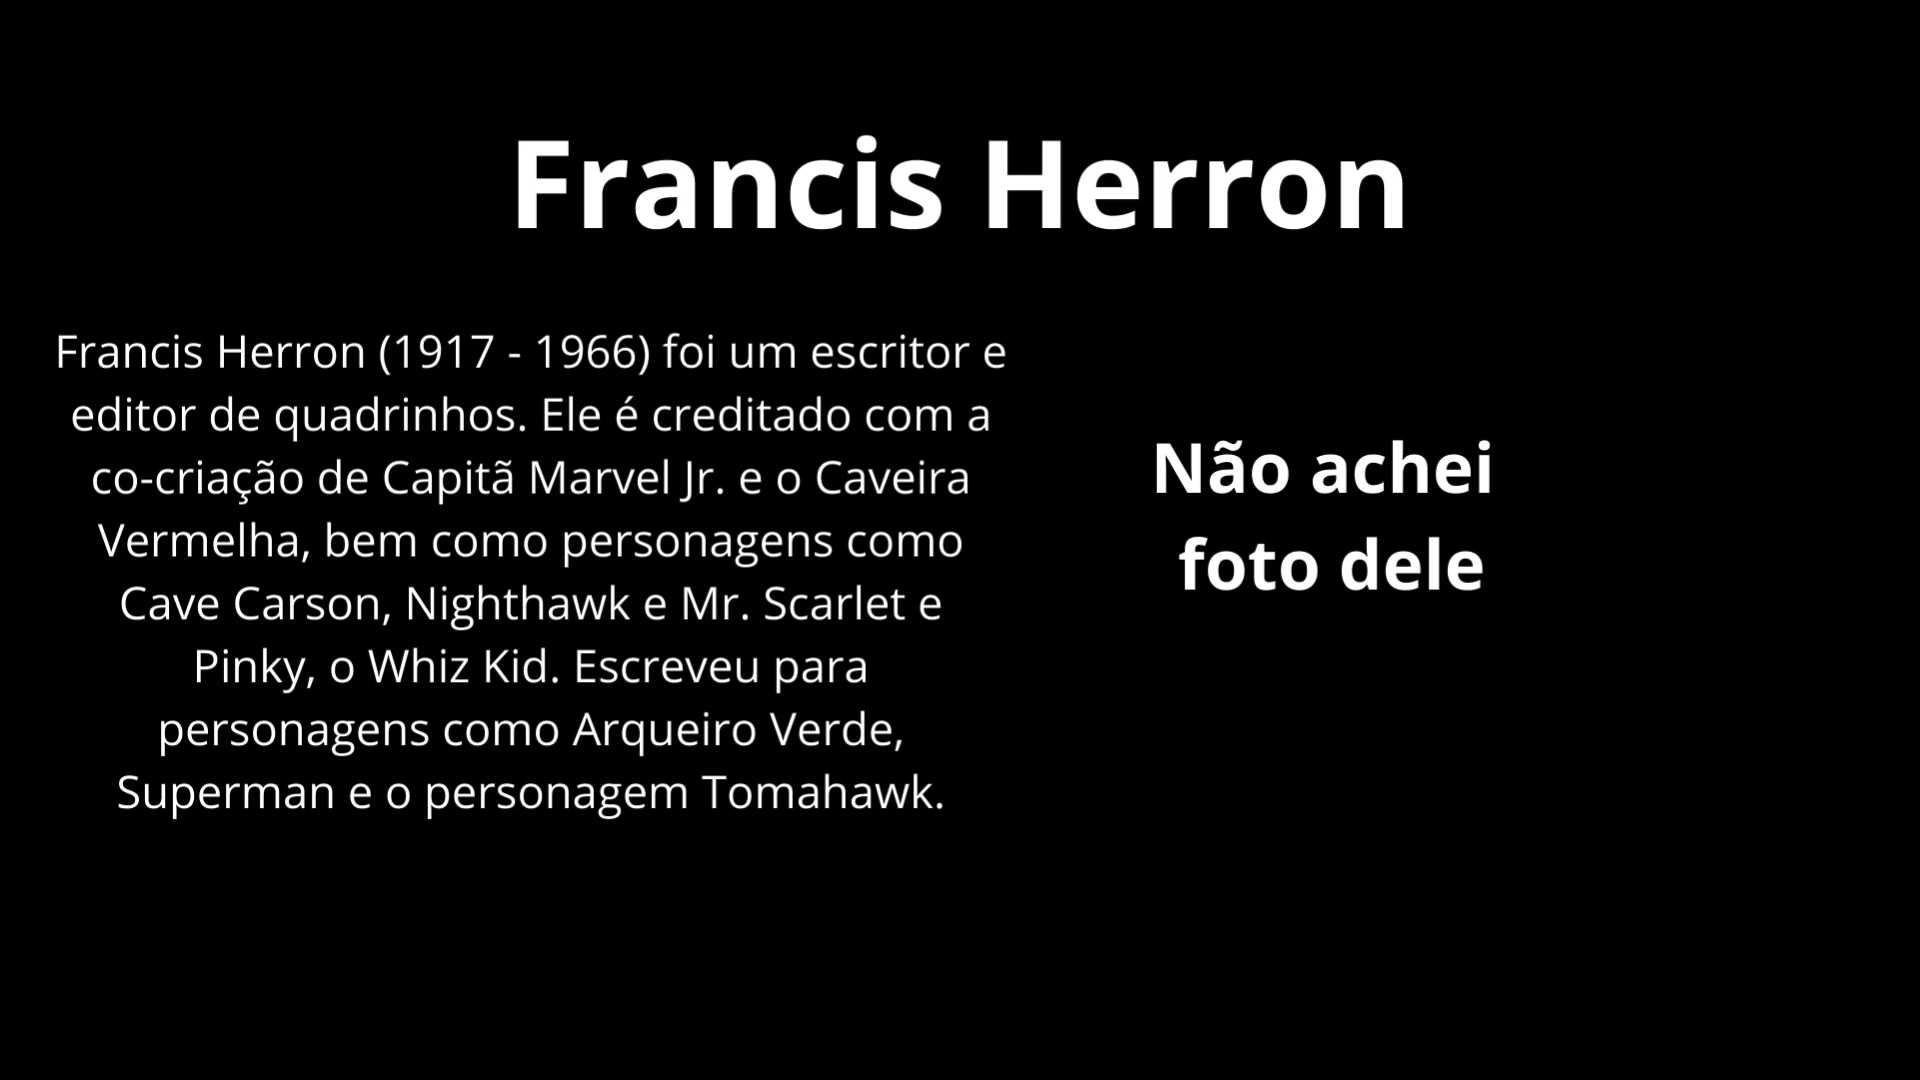 Francis Herron
Francis Herron (1917 - 1966) foi um escritor e
editor de quadrinhos. Ele é creditado com a
co-criação de Capitã Marvel Jr. e o Caveira
Vermelha, bem como personagens como
Cave Carson, Nighthawk e Mr. Scarlet e
Pinky, o Whiz Kid. Escreveu para
personagens como Arqueiro Verde,
Superman e o personagem Tomahawk.
Não achei
foto dele